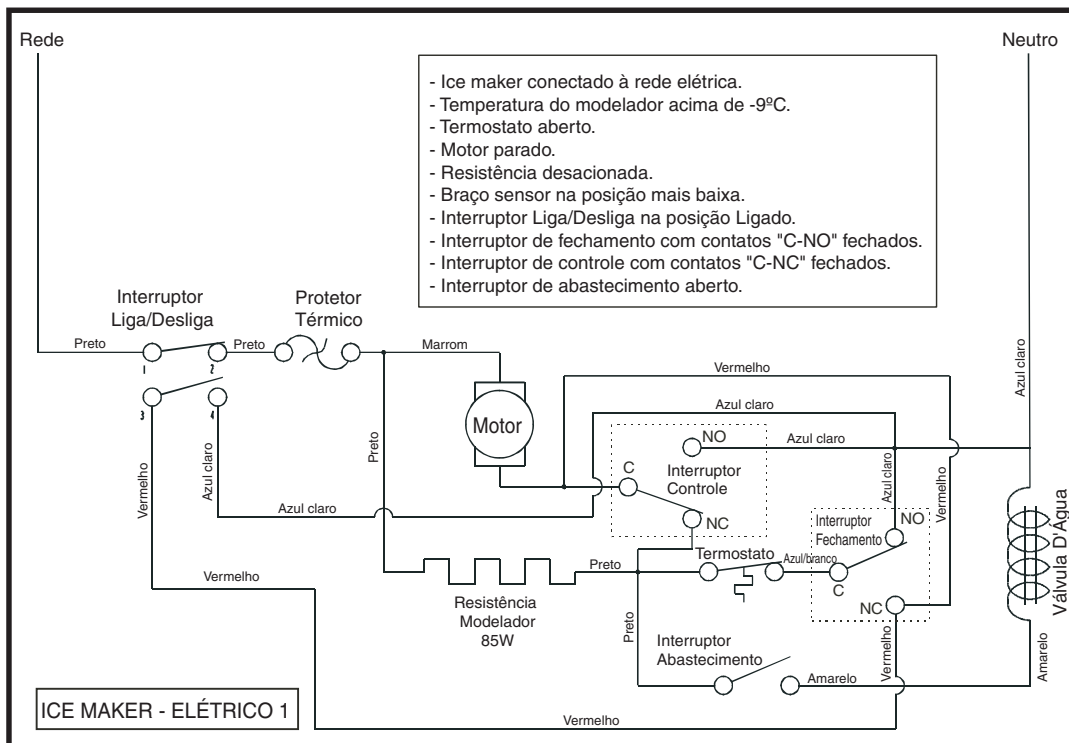 Rede
Neutro
- Ice maker conectado à rede elétrica.
- Temperatura do modelador acima de -9ºC.
- Termostato aberto.
- Motor parado.
- Resistência desacionada.
- Braço sensor na posição mais baixa.
- Interruptor Liga/Desliga na posição Ligado.
- Interruptor de fechamento com contatos "C-NO" fechados.
- Interruptor de controle com contatos "C-NC" fechados.
- Interruptor de abastecimento aberto.
Interruptor
Liga/Desliga
Protetor
Térmico
Preto
Preto
Marrom
1
2
3
4
Vermelho
Azul claro
Azul claro
Motor
NO
Azul claro
C
Interruptor
Controle
NC
Preto
Vermelho
Azul claro
Azul claro
Azul claro
Interruptor
Fechamento
NO
Vermelho
Termostato
Azul/branco
C
NC
Preto
Vermelho
Resistência
Modelador
85W
Preto
Interruptor
Abastecimento
Amarelo
Vermelho
Amarelo
Válvula D'Água
ICE MAKER - ELÉTRICO 1
Vermelho